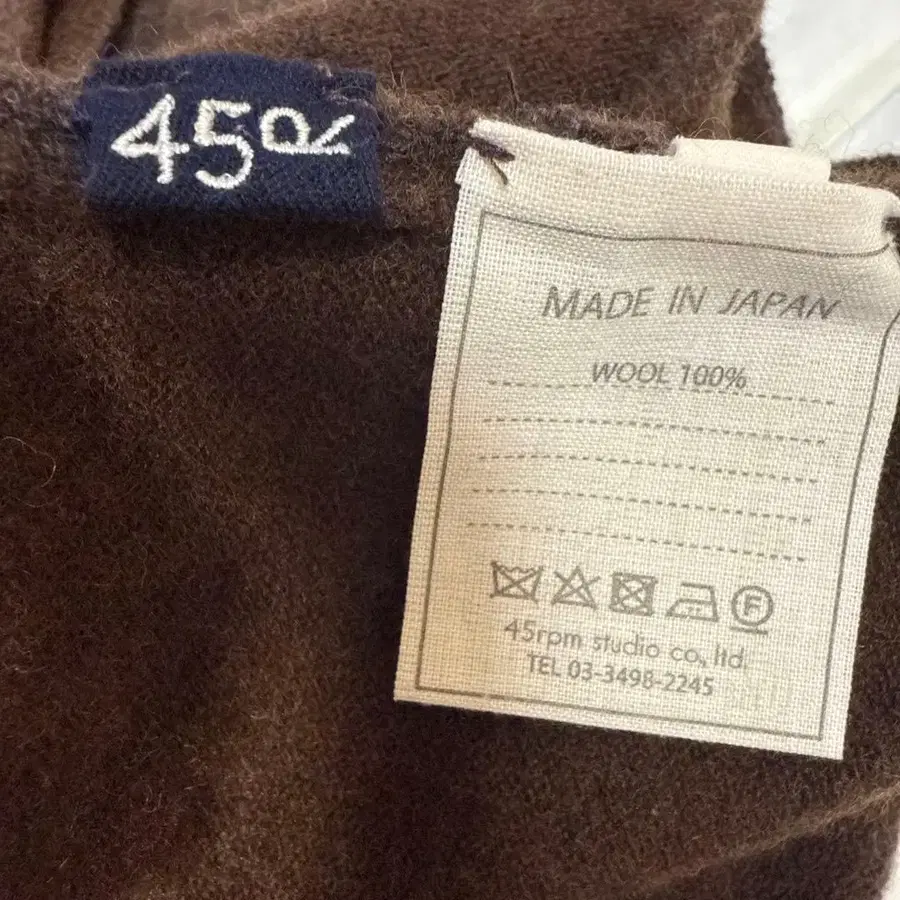 45R
MADE IN JAPAN
WOOL 100%
F
45rpm studio co., ltd.
TEL 03-3498-2245